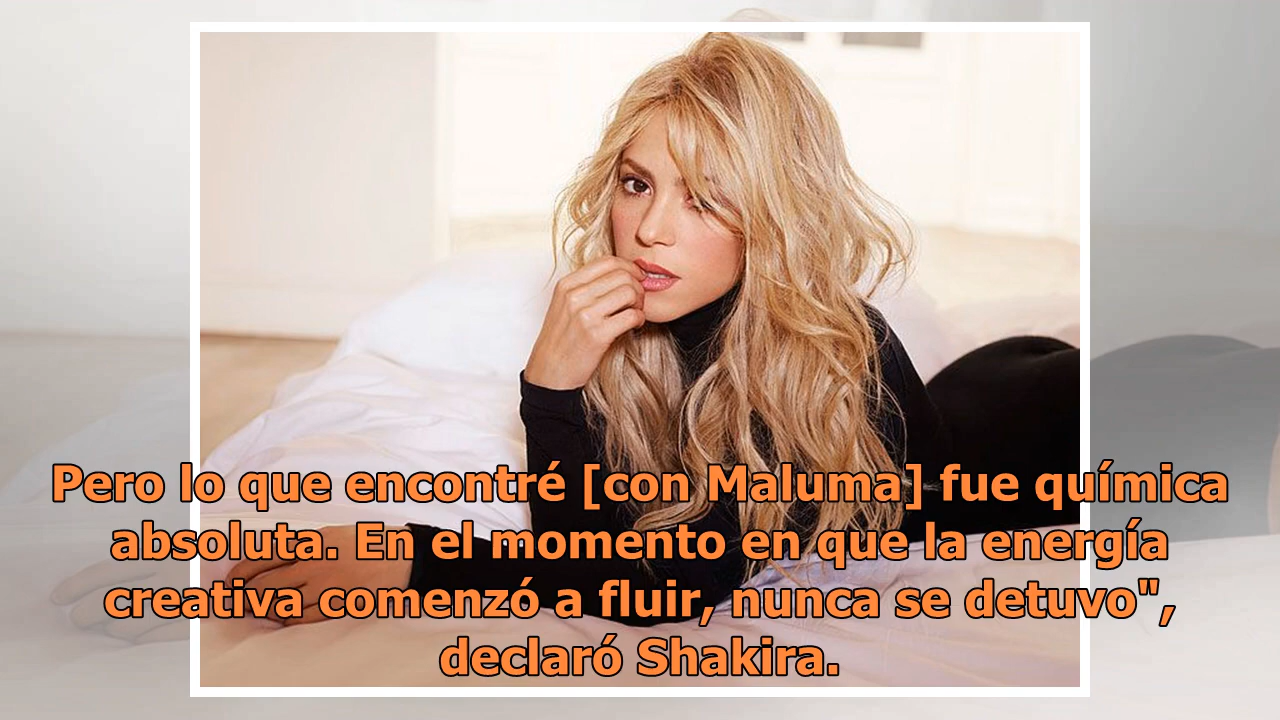 Pero lo que encontré [con Maluma] fue química
absoluta. En el momento en que la energía
creativa comenzó a fluir, nunca se detuvo",
declaró Shakira.